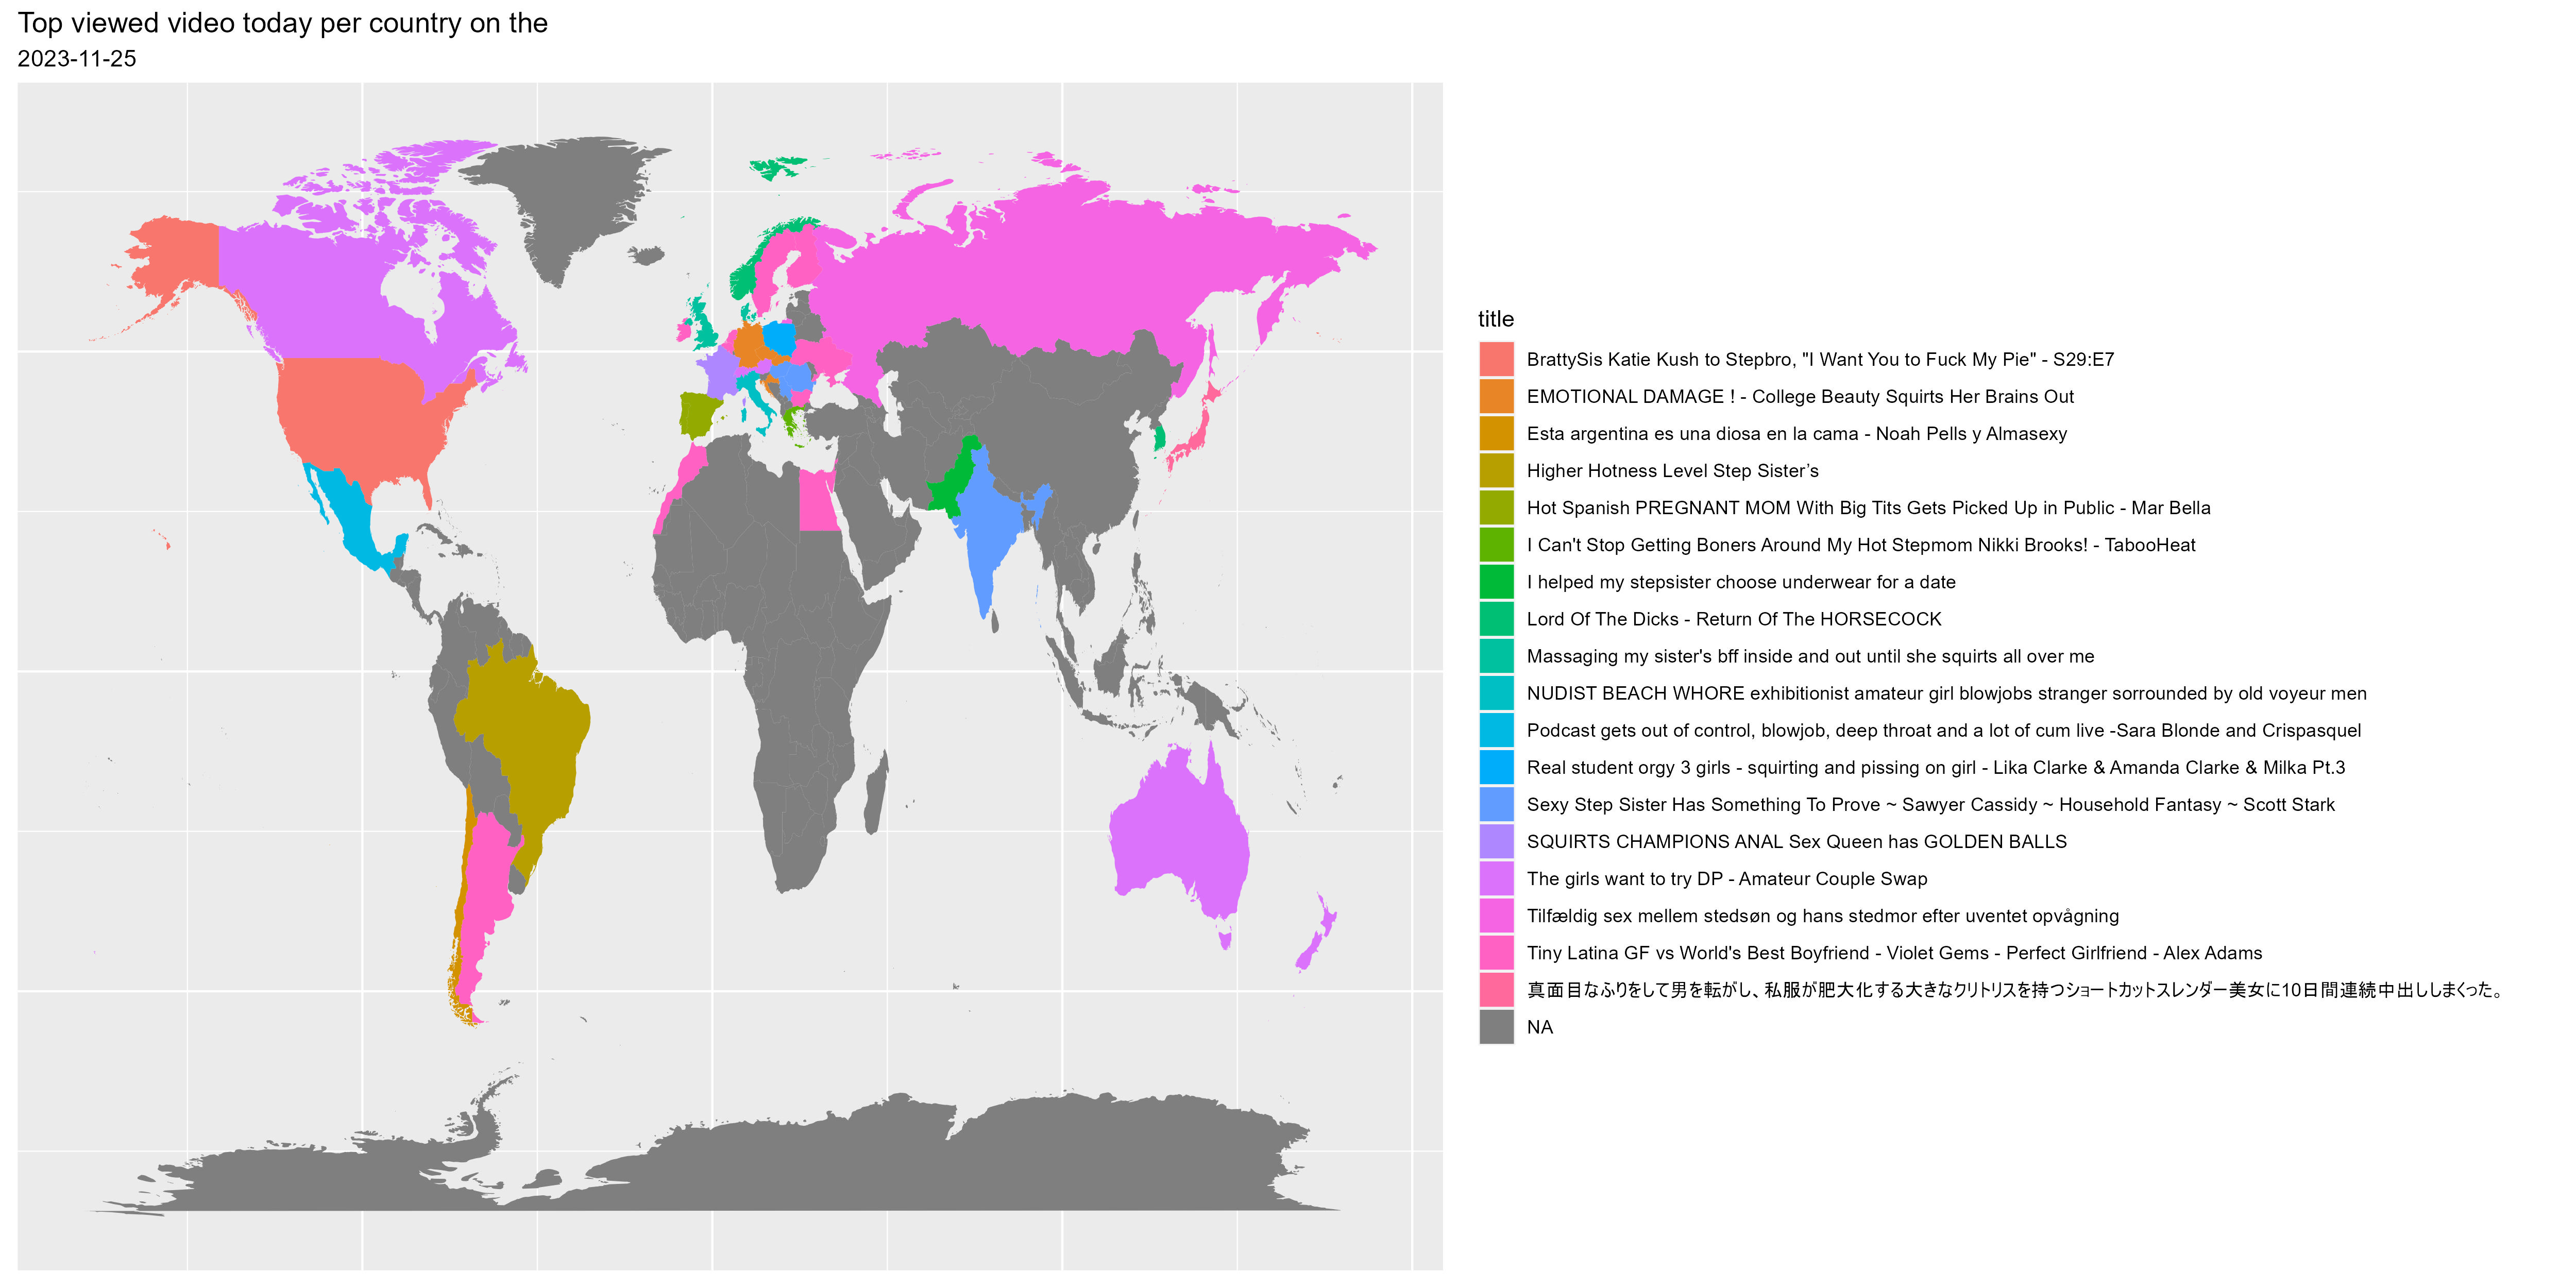 Top viewed video today per country on the
2023-11-25
title
BrattySis Katie Kush to Stepbro, "I Want You to Fuck My Pie" - S29:E7
EMOTIONAL DAMAGE ! - College Beauty Squirts Her Brains Out
Esta argentina es una diosa en la cama - Noah Pells y Almasexy
Higher Hotness Level Step Sister’s
Hot Spanish PREGNANT MOM With Big Tits Gets Picked Up in Public - Mar Bella
I Can't Stop Getting Boners Around My Hot Stepmom Nikki Brooks! - TabooHeat
I helped my stepsister choose underwear for a date
Lord Of The Dicks - Return Of The HORSECOCK
Massaging my sister's bff inside and out until she squirts all over me
NUDIST BEACH WHORE exhibitionist amateur girl blowjobs stranger sorrounded by old voyeur men
Podcast gets out of control, blowjob, deep throat and a lot of cum live -Sara Blonde and Crispasquel
Real student orgy 3 girls - squirting and pissing on girl - Lika Clarke & Amanda Clarke & Milka Pt.3
Sexy Step Sister Has Something To Prove ~ Sawyer Cassidy ~ Household Fantasy ~ Scott Stark
SQUIRTS CHAMPIONS ANAL Sex Queen has GOLDEN BALLS
The girls want to try DP - Amateur Couple Swap
Tilfældig sex mellem stedsøn og hans stedmor efter uventet opvågning
Tiny Latina GF vs World's Best Boyfriend - Violet Gems - Perfect Girlfriend - Alex Adams
真面目なふりをして男を転がし、私服が肥大化する大きなクリトリスを持つショートカットスレンダー美女に10日間連続中出ししまくった。
NA